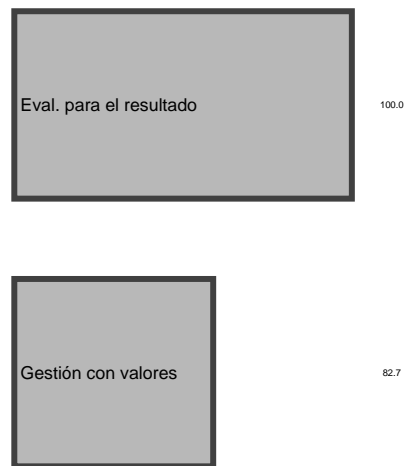 Eval. para el resultado
100.0
Gestión con valores
82.7